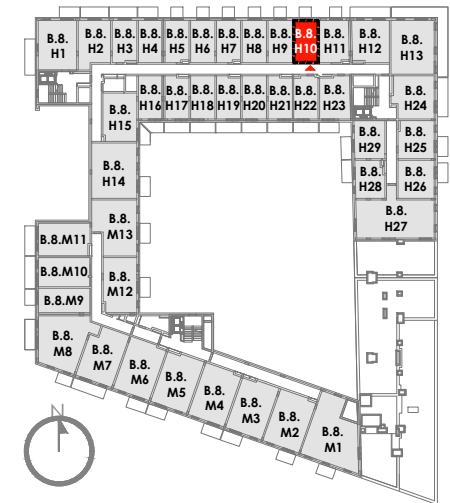 B.8.
H1
B.8.
H2
B.8.
H3
B.8.
H4
B.8.
H5
B.8.
H6
B.8.
H7
B.8.
H8
B.8.
H9
B.8.
H10
B.8.
H11
B.8.
H12
B.8.
H13
B.8.
H16
B.8.
H17
B.8.
H18
B.8.
H19
B.8.
H20
B.8.
H21
B.8.
H22
B.8.
H23
B.8.
H24
B.8.
H15
B.8.
H29
B.8.
H25
B.8.
H14
B.8.
H28
B.8.
H26
B.8.
H27
B.8.
M13
B.8.M11
B.8.M10
B.8.M9
B.8.
M12
B.8.
M8
B.8.
M7
B.8.
M6
B.8.
M5
B.8.
M4
B.8.
M3
B.8.
M2
B.8.
M1
N